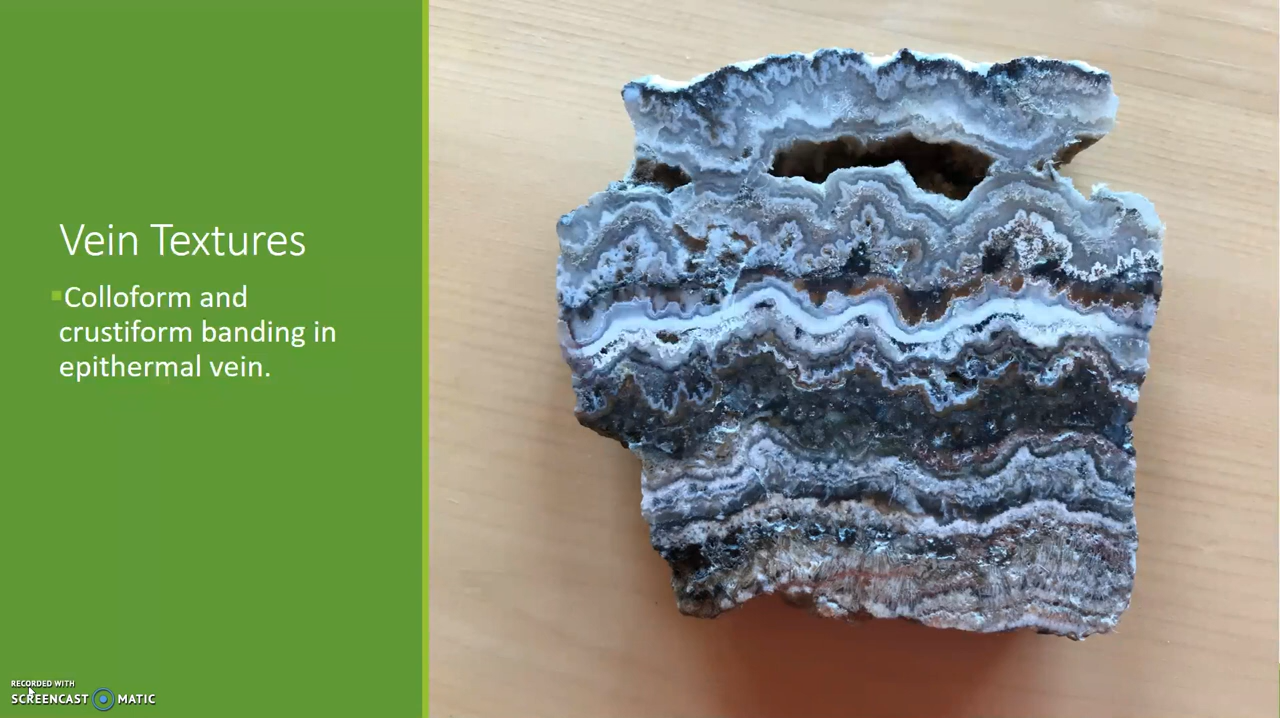 Vein Textures
Colloform and
crustiform banding in
epithermal vein.
RECORDED WITH
SCREENCAST MATIC